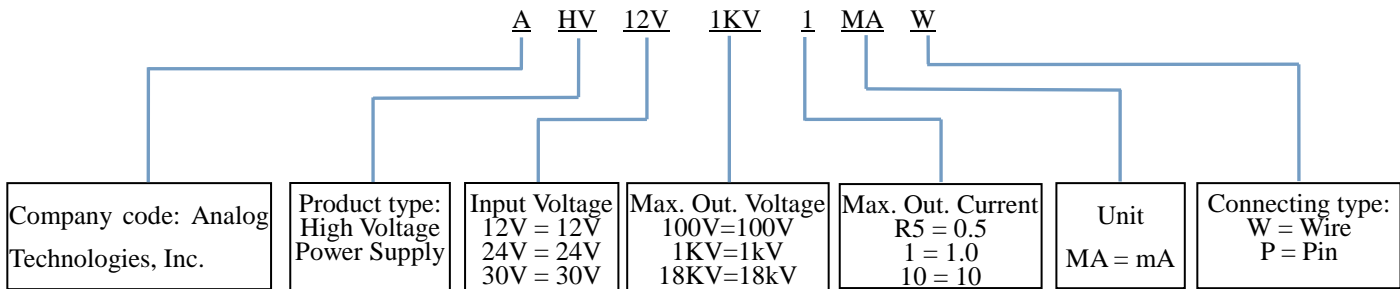 A HV 12V 1KV 1 MA W
Company code: Analog
Technologies, Inc.
Product type:
High Voltage
Power Supply
Input Voltage
12V = 12V
24V = 24V
30V = 30V
Max. Out. Voltage
100V=100V
1KV=1kV
18KV=18kV
Max. Out. Current
R5 = 0.5
1 = 1.0
10 = 10
Unit
MA = mA
Connecting type:
W = Wire
P = Pin